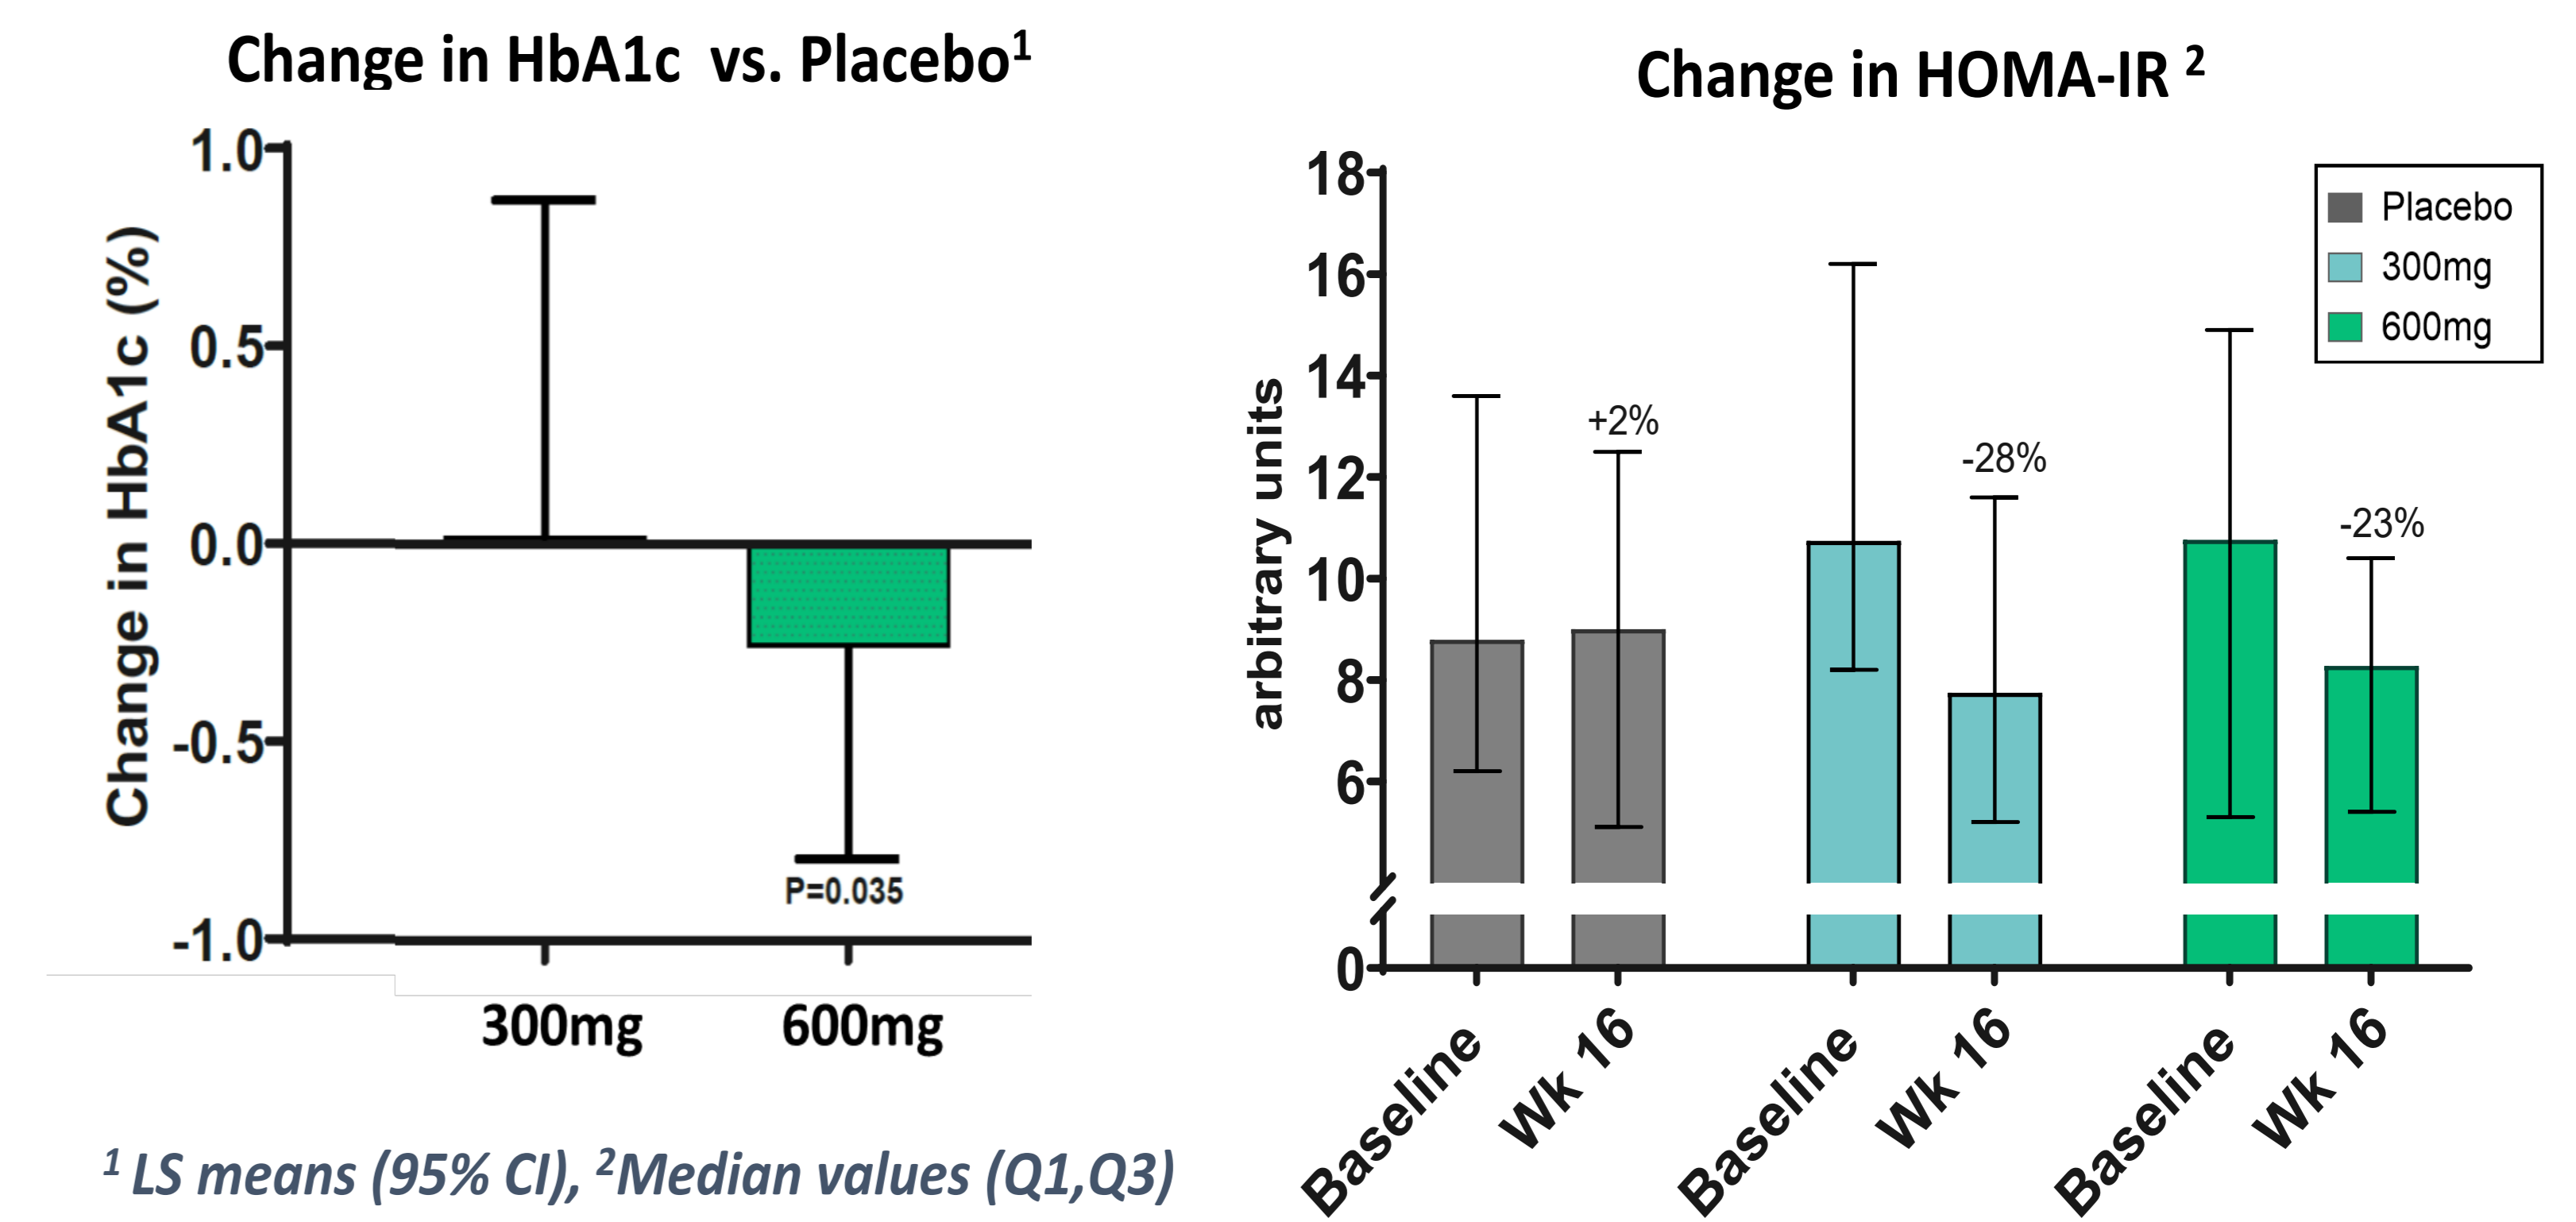 Change in HbA1c vs. Placebo1
Change in HbA1c (%)
1.0
0.5
0.0
-0.5
-1.0
P=0.035
300mg
600mg
1 LS means (95% CI), 2Median values (Q1,Q3)
Change in HOMA-IR 2
arbitrary units
18
16
14
12
10
8
6
0
+2%
-28%
-23%
Placebo
300mg
600mg
Baseline
Wk 16
Baseline
Wk 16
Baseline
Wk 16